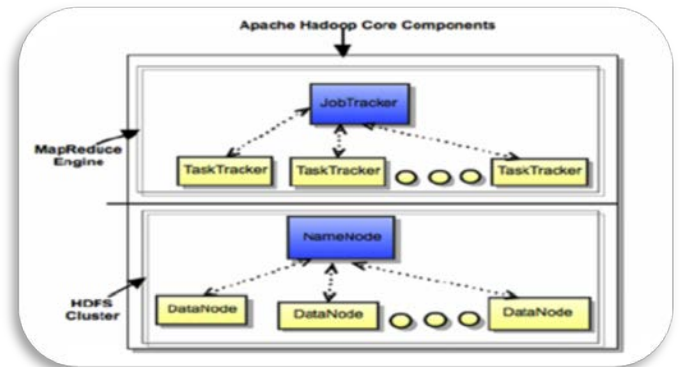 Apache Hadoop Core Components
JobTracker
MapReduce
Engine
TaskTracker
TaskTracker
TaskTracker
NameNode
HDFS
Cluster
DataNode
DataNode
DataNode